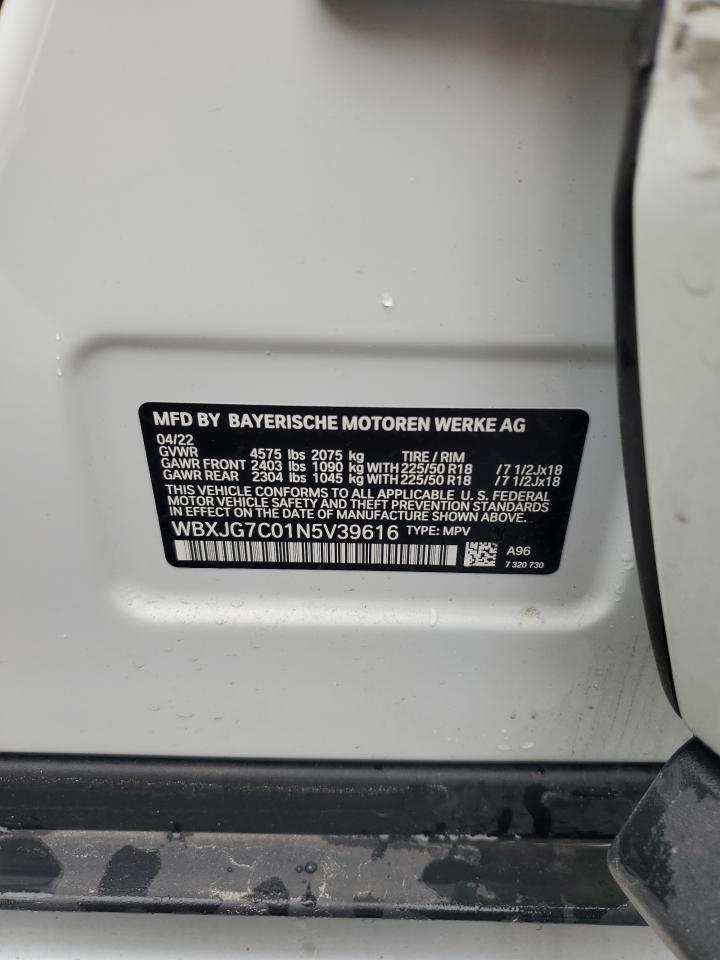 MFD BY BAYERISCHE MOTOREN WERKE AG
04/22
GVWR 4575 lbs 2075 kg TIRE / RIM
GAWR FRONT 2403 lbs 1090 kg WITH 225/50 R18 / 7 1/2Jx18
GAWR REAR 2304 lbs 1045 kg WITH 225/50 R18 / 7 1/2Jx18
THIS VEHICLE CONFORMS TO ALL APPLICABLE U. S. FEDERAL
MOTOR VEHICLE SAFETY AND THEFT PREVENTION STANDARDS
IN EFFECT ON THE DATE OF MANUFACTURE SHOWN ABOVE.
WBXJG7C01N5V39616 TYPE: MPV
A96
7 320 730